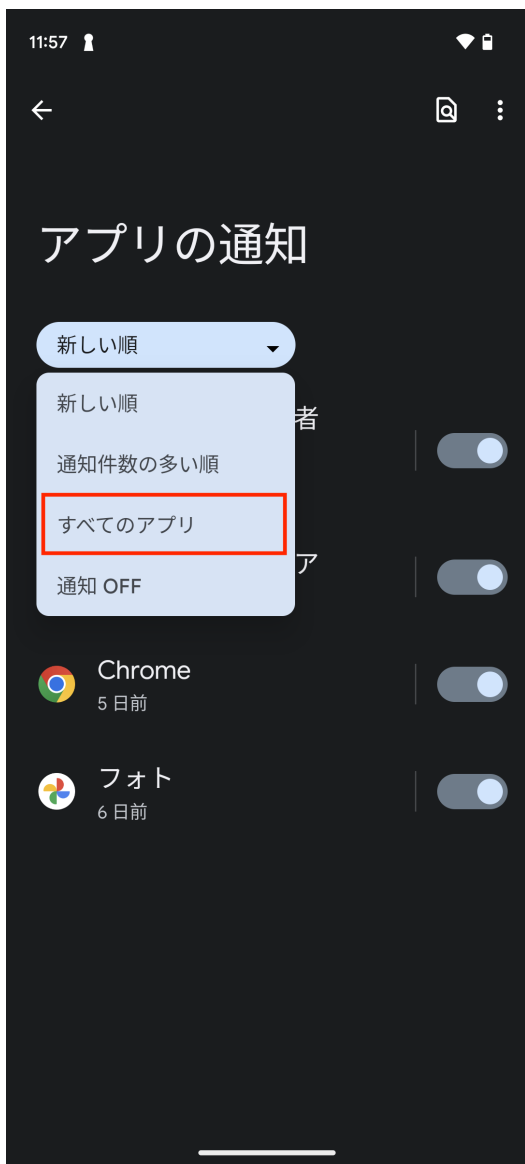 11:57
アプリの通知
新しい順
新しい順
者
通知件数の多い順
すべてのアプリ
ア
通知 OFF
Chrome
5 日前
フォト
6 日前